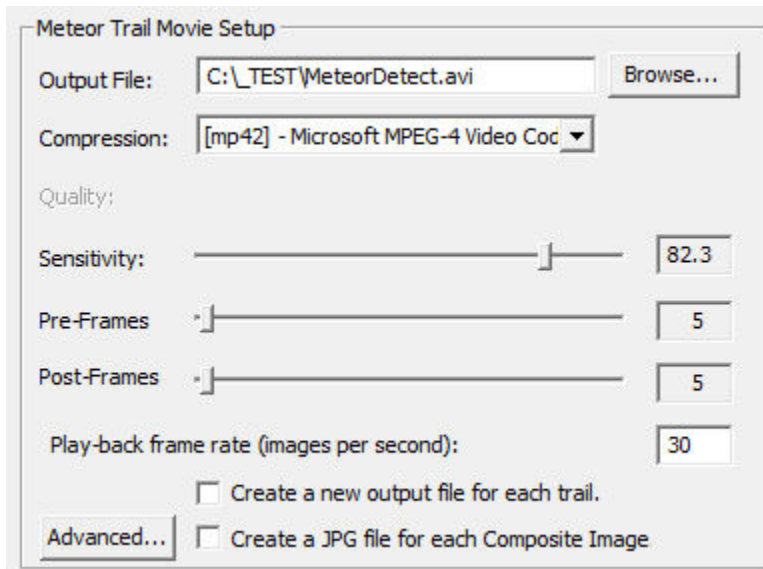 Meteor Trail Movie Setup
Output File: C:\_TEST\MeteorDetect.avi Browse...
Compression: [mp42] - Microsoft MPEG-4 Video Cod
Quality:
Sensitivity: 82.3
Pre-Frames 5
Post-Frames 5
Play-back frame rate (images per second): 30
Create a new output file for each trail.
Advanced... Create a JPG file for each Composite Image